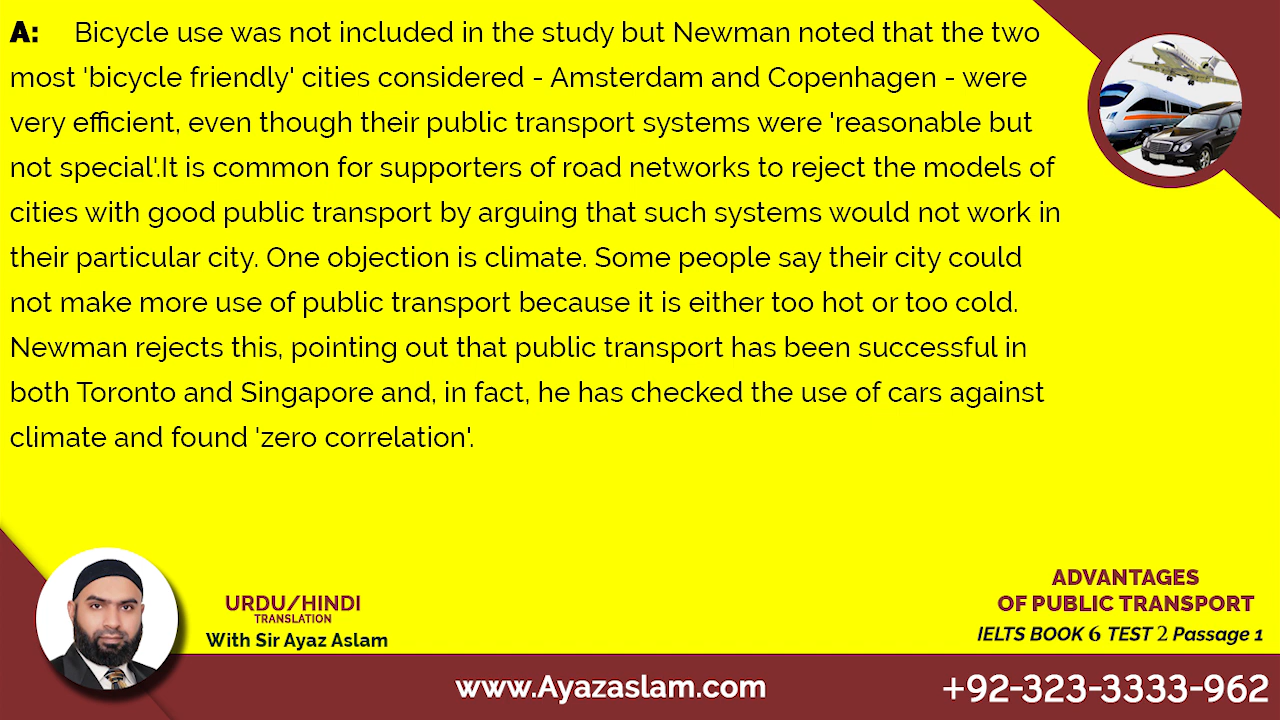 A: Bicycle use was not included in the study but Newman noted that the two
most 'bicycle friendly' cities considered - Amsterdam and Copenhagen - were
very efficient, even though their public transport systems were 'reasonable but
not special'.It is common for supporters of road networks to reject the models of
cities with good public transport by arguing that such systems would not work in
their particular city. One objection is climate. Some people say their city could
not make more use of public transport because it is either too hot or too cold.
Newman rejects this, pointing out that public transport has been successful in
both Toronto and Singapore and, in fact, he has checked the use of cars against
climate and found 'zero correlation'.
URDU/HINDI
TRANSLATION
With Sir Ayaz Aslam
ADVANTAGES
OF PUBLIC TRANSPORT
IELTS BOOK 6 TEST 2 Passage 1
www.Ayazaslam.com
+92-323-3333-962